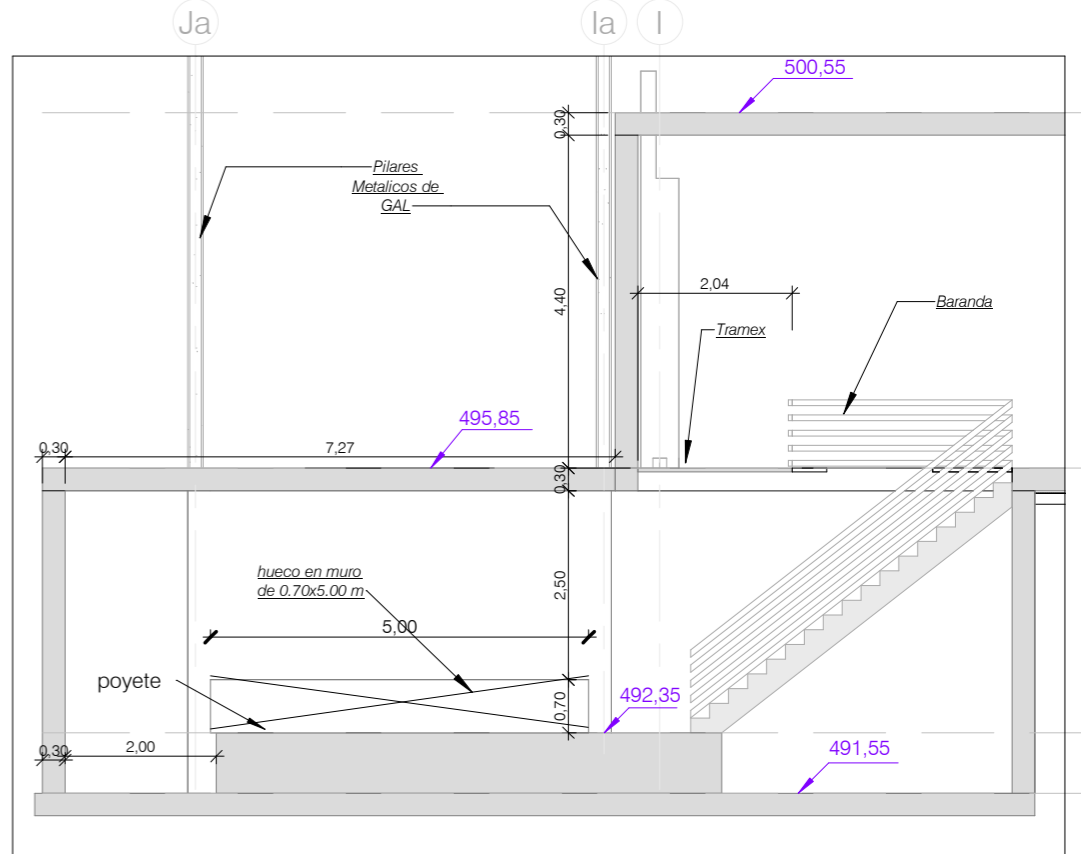 Ja
Ia
I
500,55
0,30
Pilares
Metalicos de
GAL
4,40
2,04
Baranda
Tramex
495,85
0,30
7,27
0,30
hueco en muro
de 0.70x5.00 m
2,50
5,00
poyete
492,35
0,70
0,30
2,00
491,55